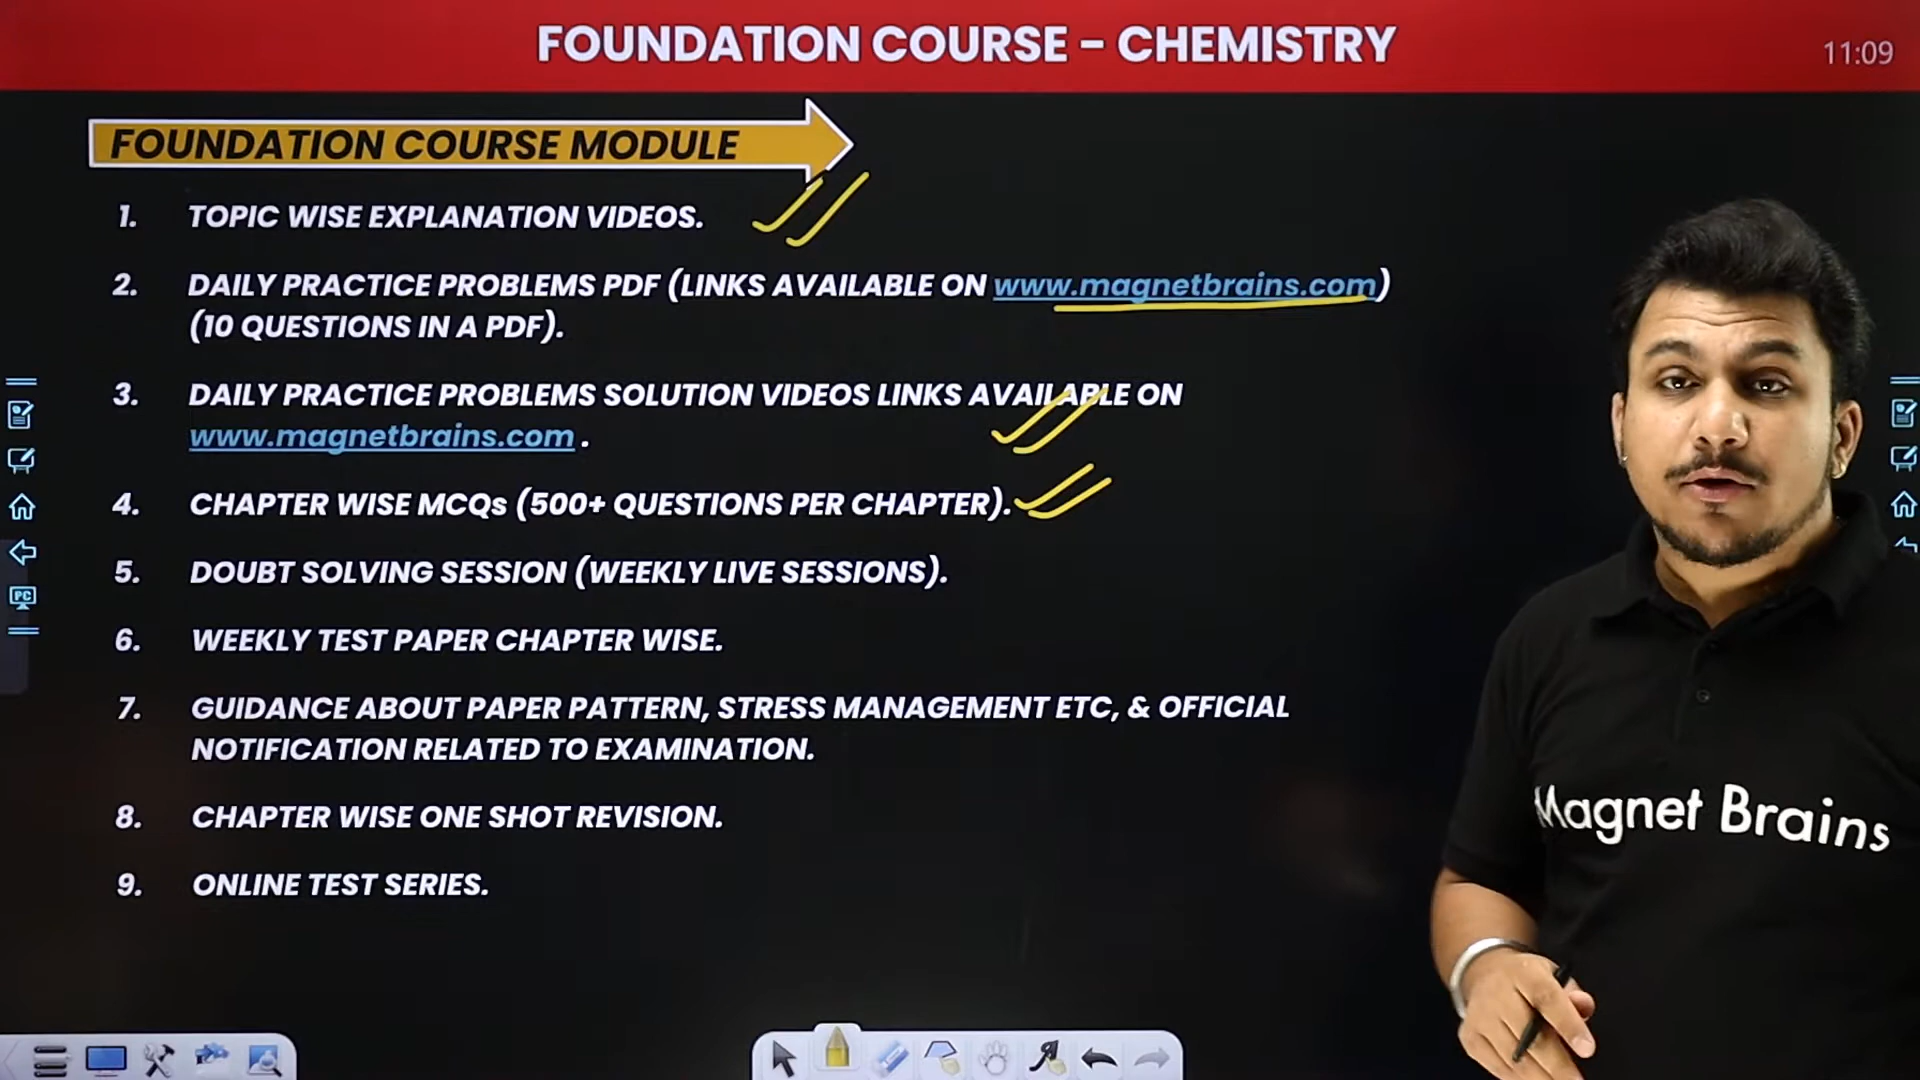 FOUNDATION COURSE - CHEMISTRY
11:09
FOUNDATION COURSE MODULE
1. TOPIC WISE EXPLANATION VIDEOS.
2. DAILY PRACTICE PROBLEMS PDF (LINKS AVAILABLE ON www.magnetbrains.com)
(10 QUESTIONS IN A PDF).
3. DAILY PRACTICE PROBLEMS SOLUTION VIDEOS LINKS AVAILABLE ON
www.magnetbrains.com .
4. CHAPTER WISE MCQs (500+ QUESTIONS PER CHAPTER).
5. DOUBT SOLVING SESSION (WEEKLY LIVE SESSIONS).
6. WEEKLY TEST PAPER CHAPTER WISE.
7. GUIDANCE ABOUT PAPER PATTERN, STRESS MANAGEMENT ETC, & OFFICIAL
NOTIFICATION RELATED TO EXAMINATION.
8. CHAPTER WISE ONE SHOT REVISION.
9. ONLINE TEST SERIES.
PC
Magnet Brains